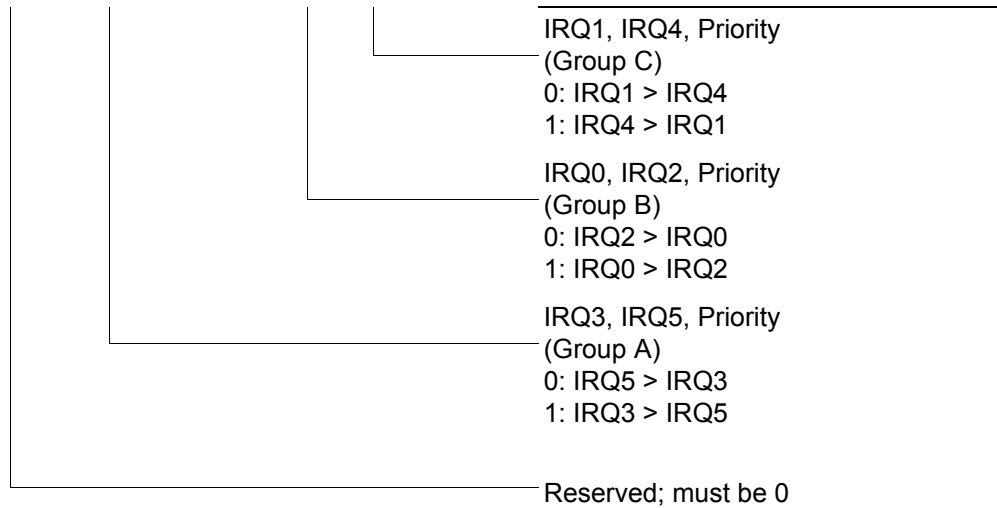 IRQ1, IRQ4, Priority
(Group C)
0: IRQ1 > IRQ4
1: IRQ4 > IRQ1
IRQ0, IRQ2, Priority
(Group B)
0: IRQ2 > IRQ0
1: IRQ0 > IRQ2
IRQ3, IRQ5, Priority
(Group A)
0: IRQ5 > IRQ3
1: IRQ3 > IRQ5
Reserved; must be 0